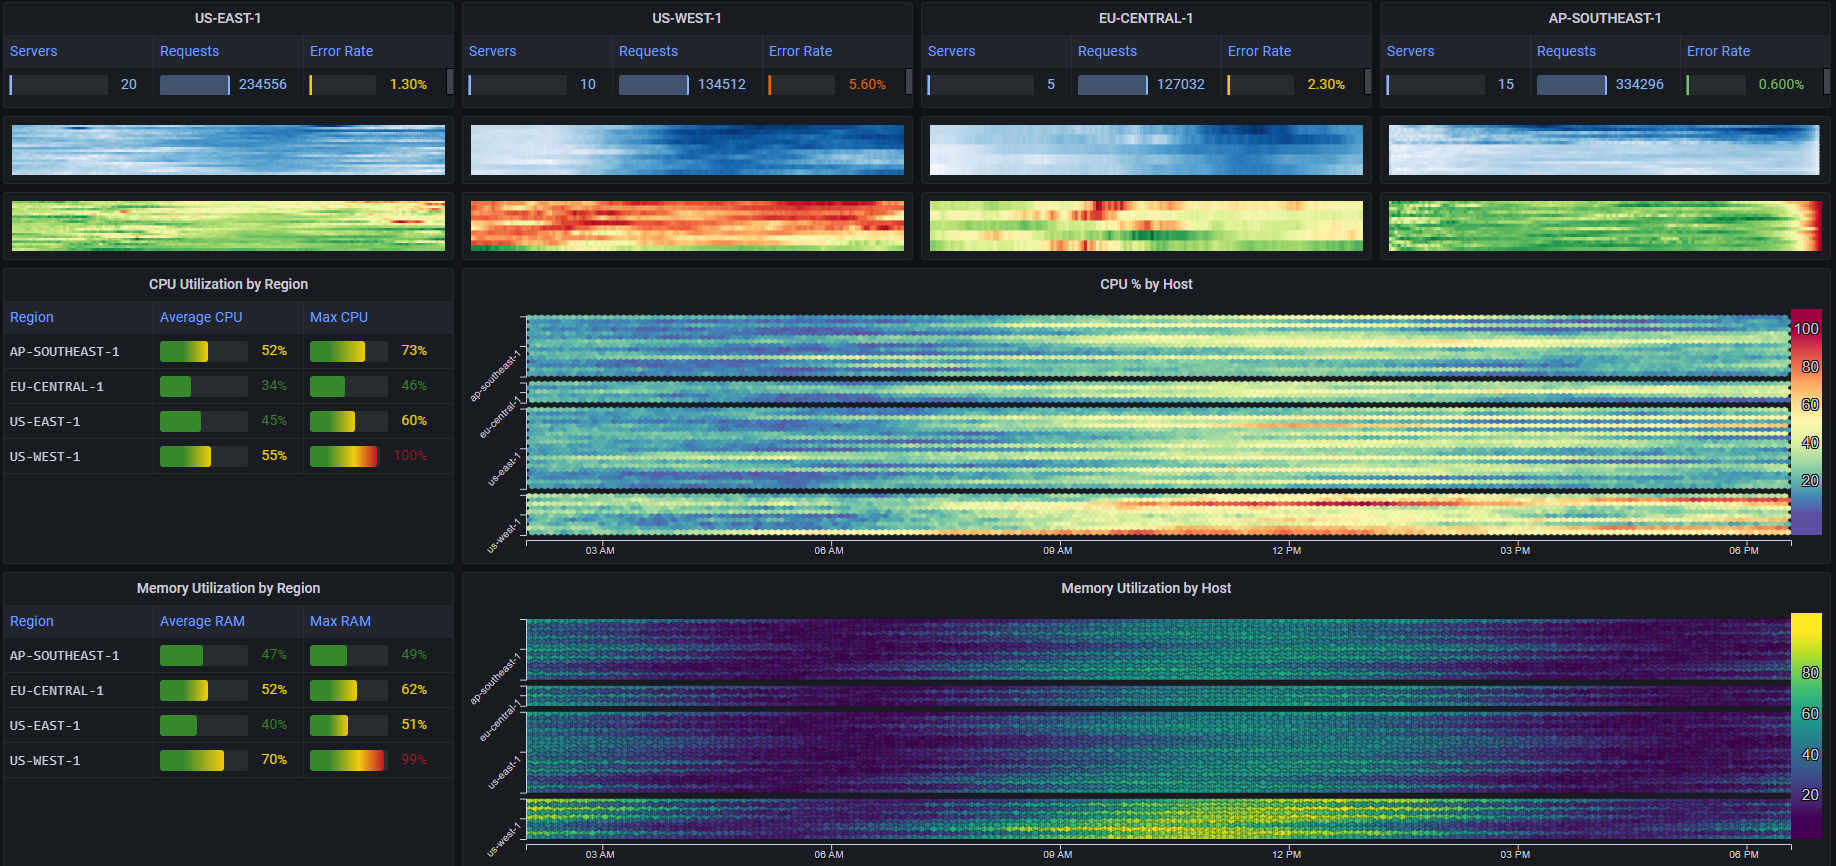 US-EAST-1
Servers Requests Error Rate
20 234556 1.30%
US-WEST-1
Servers Requests Error Rate
10 134512 5.60%
EU-CENTRAL-1
Servers Requests Error Rate
5 127032 2.30%
AP-SOUTHEAST-1
Servers Requests Error Rate
15 334296 0.600%
CPU Utilization by Region
Region Average CPU Max CPU
AP-SOUTHEAST-1 52% 73%
EU-CENTRAL-1 34% 46%
US-EAST-1 45% 60%
US-WEST-1 55% 100%
CPU % by Host
ap-southeast-1
eu-central-1
us-east-1
us-west-1
100
80
60
40
20
03 AM 06 AM 09 AM 12 PM 03 PM 06 PM
Memory Utilization by Region
Region Average RAM Max RAM
AP-SOUTHEAST-1 47% 49%
EU-CENTRAL-1 52% 62%
US-EAST-1 40% 51%
US-WEST-1 70% 99%
Memory Utilization by Host
ap-southeast-1
eu-central-1
us-east-1
us-west-1
80
60
40
20
03 AM 06 AM 09 AM 12 PM 03 PM 06 PM